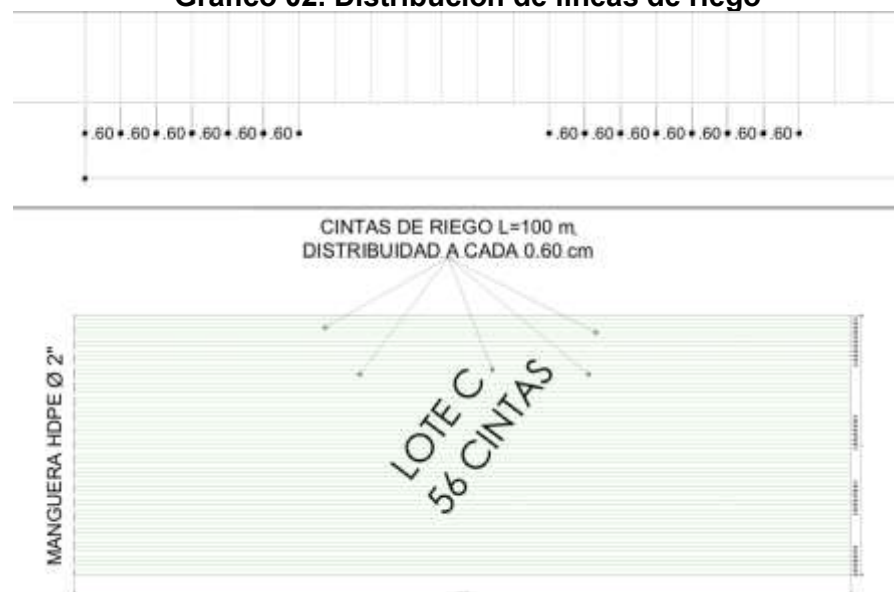 Gráfico 02. Distribución de líneas de riego
.60 .60 .60 .60 .60 .60
.60 .60 .60 .60 .60 .60 .60
CINTAS DE RIEGO L=100 m,
DISTRIBUIDAD A CADA 0.60 cm
MANGUERA HDPE Ø 2"
LOTE C
56 CINTAS